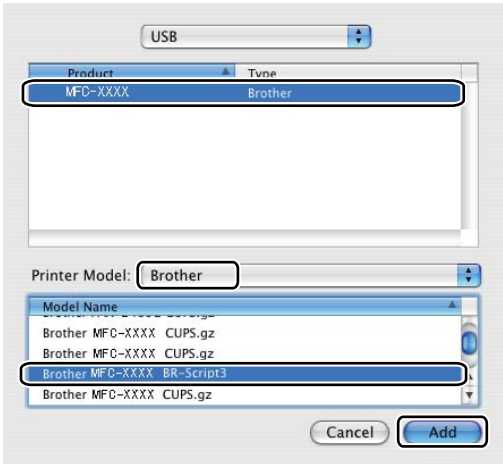 USB
Product Type
MFC-XXXX Brother
Printer Model: Brother
Model Name
Brother MFC-XXXX CUPS.gz
Brother MFC-XXXX CUPS.gz
Brother MFC-XXXX BR-Script3
Brother MFC-XXXX CUPS.gz
Cancel Add